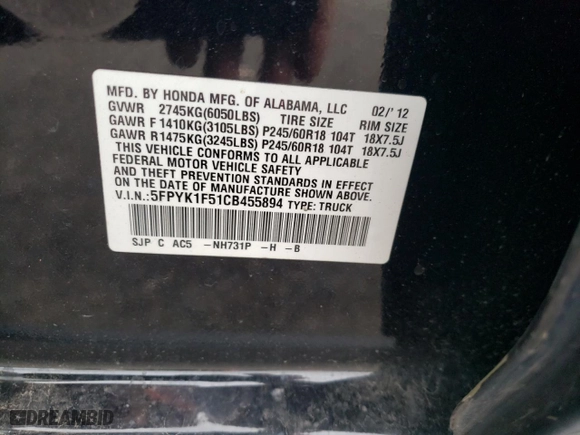 MFD. BY HONDA MFG. OF ALABAMA, LLC 02/'12
GVWR 2745KG(6050LBS) TIRE SIZE RIM SIZE
GAWR F 1410KG(3105LBS) P245/60R18 104T 18X7.5J
GAWR R1475KG(3245LBS) P245/60R18 104T 18X7.5J
THIS VEHICLE CONFORMS TO ALL APPLICABLE
FEDERAL MOTOR VEHICLE SAFETY
AND THEFT PREVENTION STANDARDS IN EFFECT
ON THE DATE OF MANUFACTURE SHOWN ABOVE.
V.I.N.:5FPYK1F51CB455894 TYPE: TRUCK
SJP C AC5 -NH731P -H -B
DREAMBID